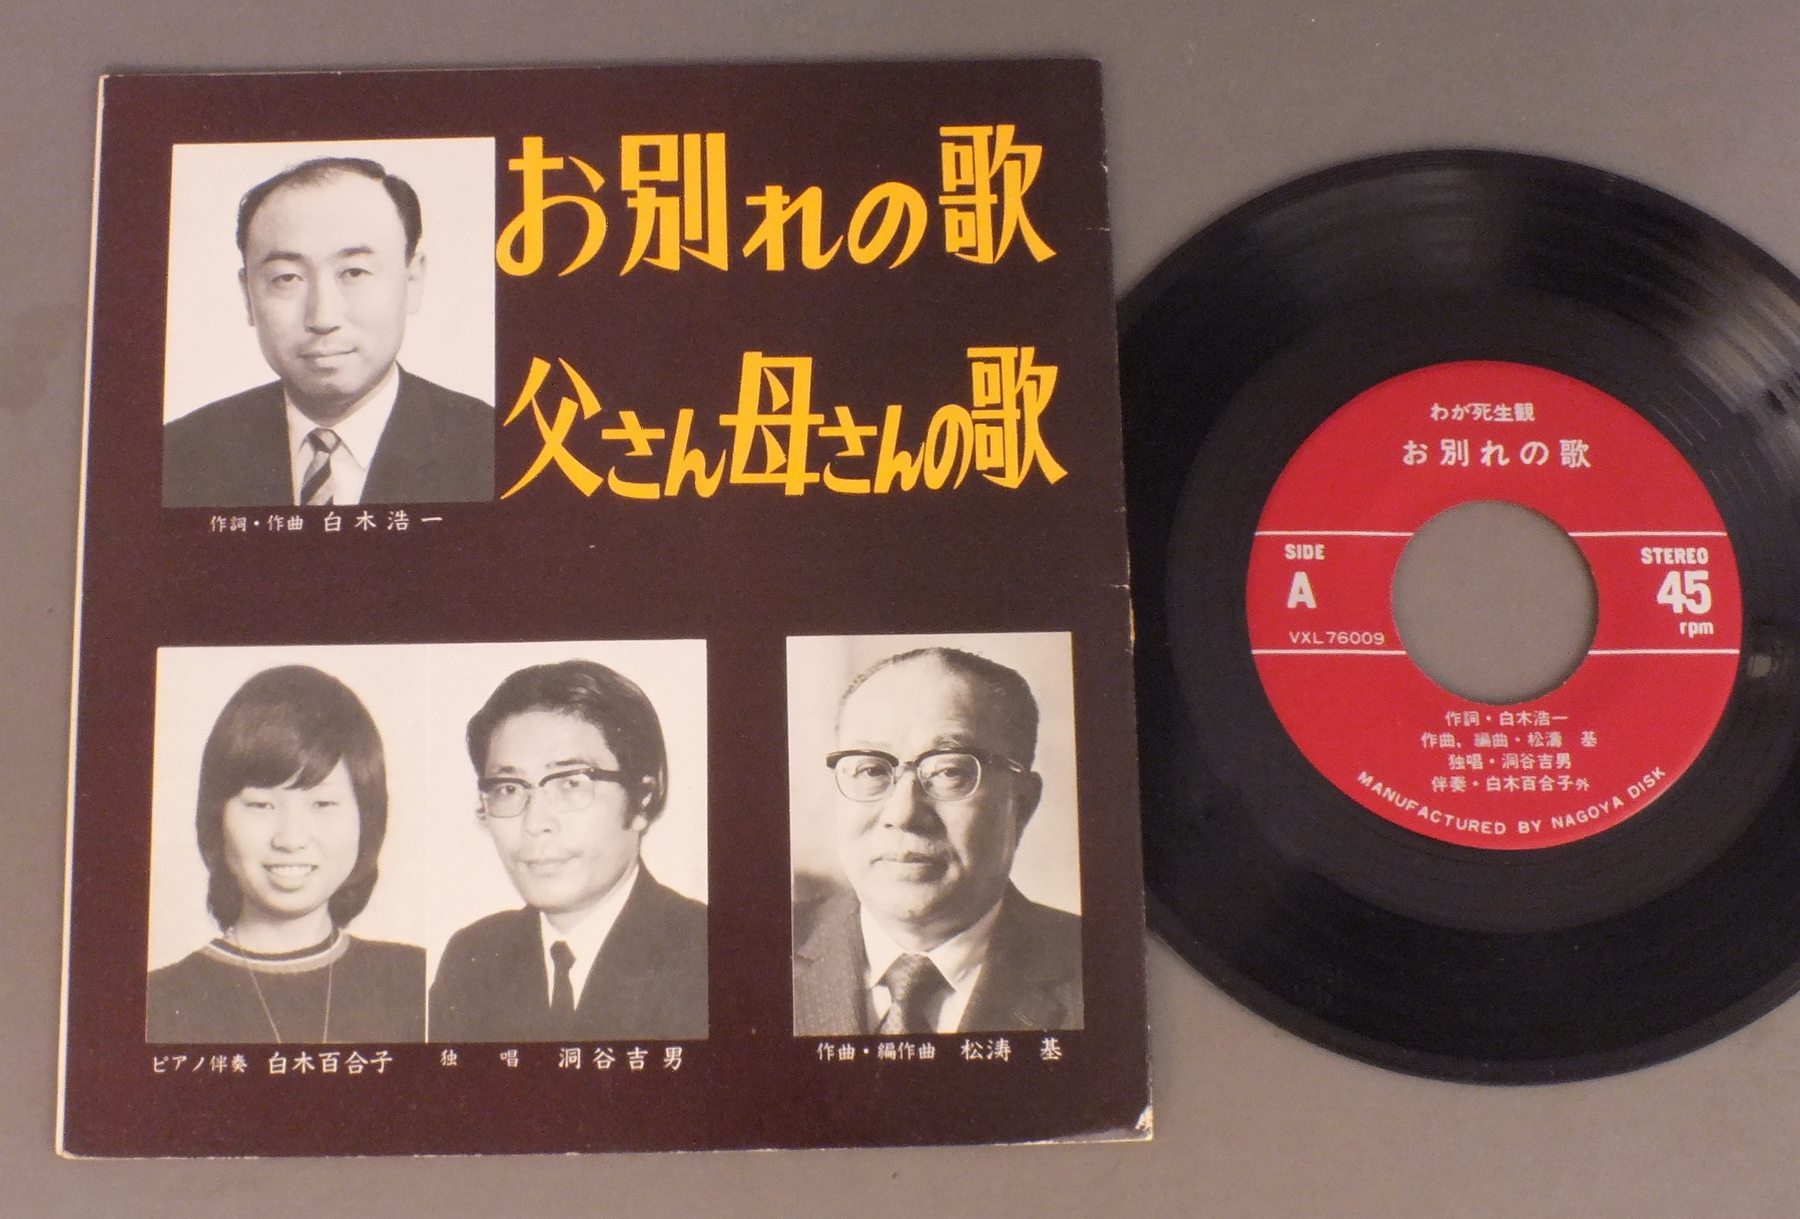 お別れの歌
父さん母さんの歌
作詞・作曲 白木浩一
ピアノ伴奏 白木百合子
独 唱 洞谷吉男
作曲・編作曲 松涛 基
わが死生観
お別れの歌
SIDE
A
VXL76009
STEREO
45
rpm
作詞・白木浩一
作曲、編曲・松濤 基
独唱・洞谷吉男
伴奏・白木百合子外
MANUFACTURED BY NAGOYA DISK